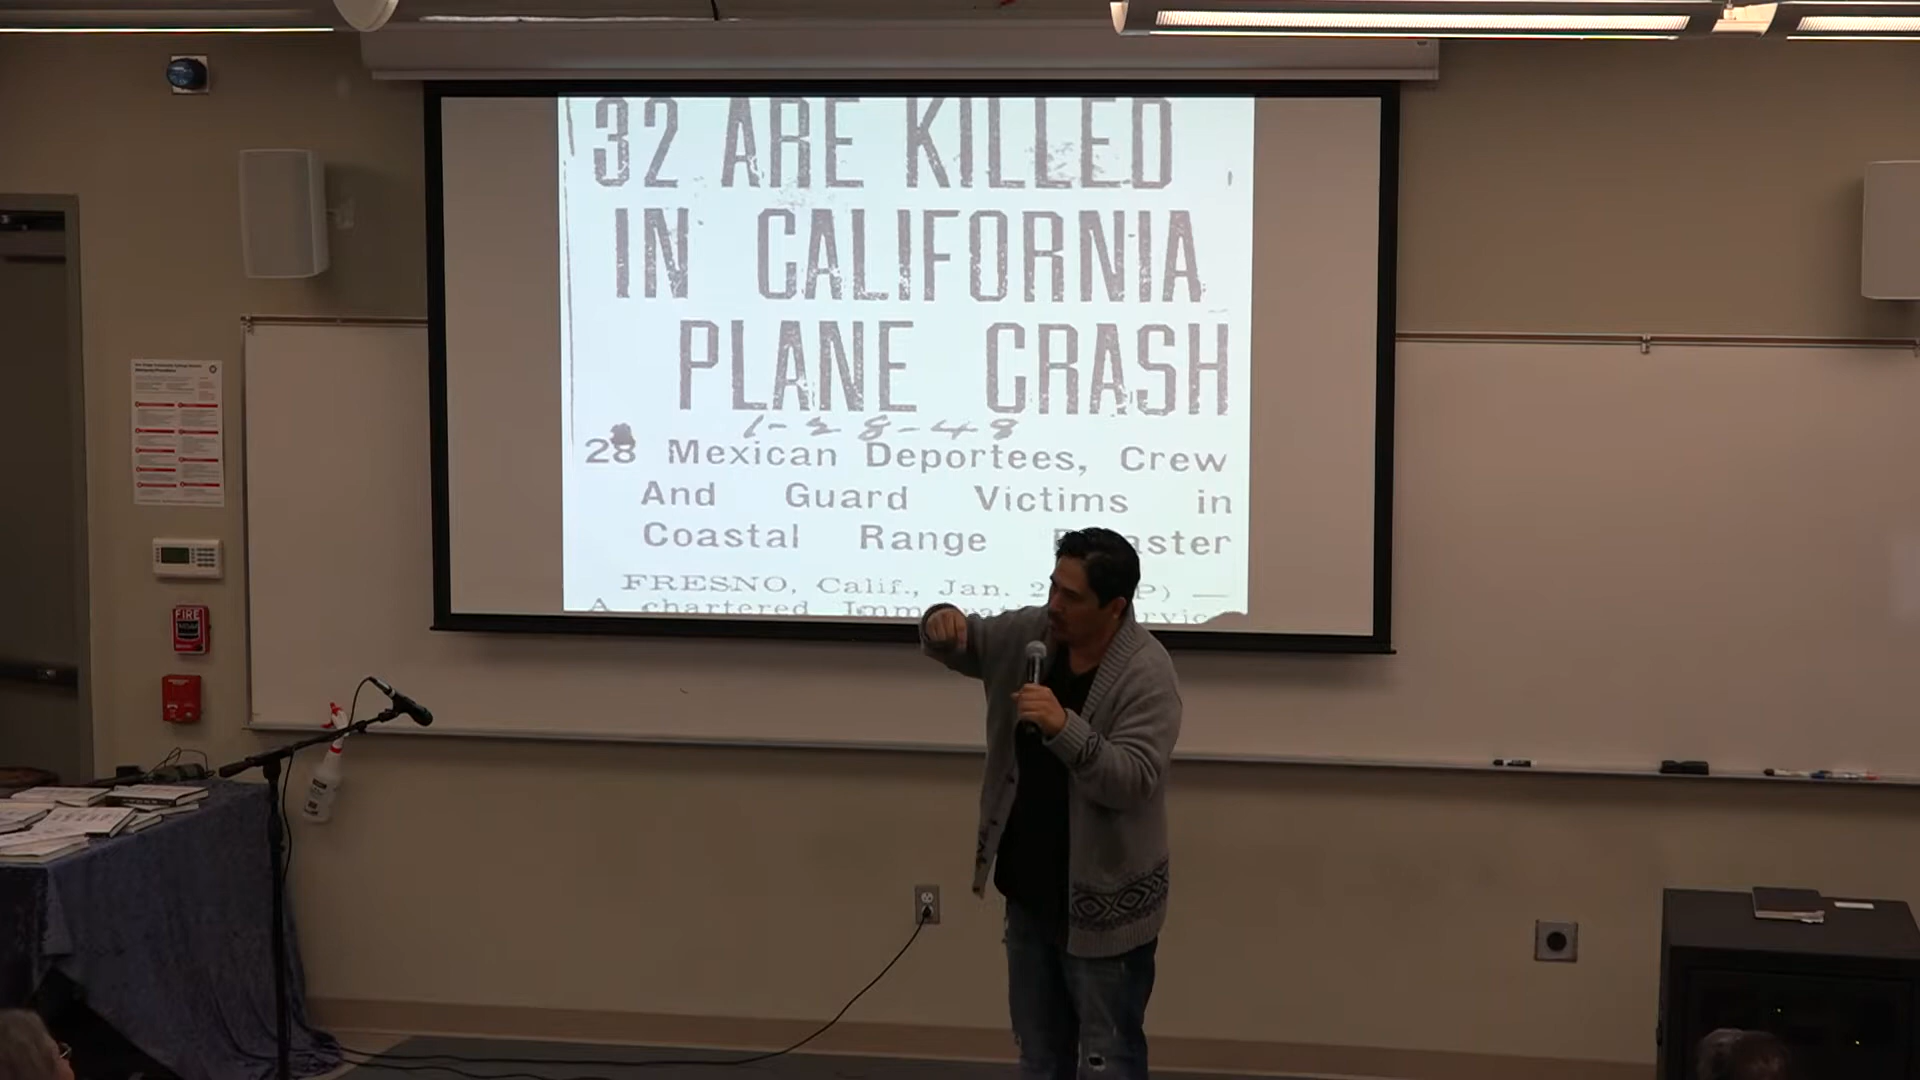 32 ARE KILLED
IN CALIFORNIA
PLANE CRASH
1-28-48
28 Mexican Deportees, Crew
And Guard Victims in
Coastal Range
FRESNO, Calif., Jan.
A chartered
FIRE